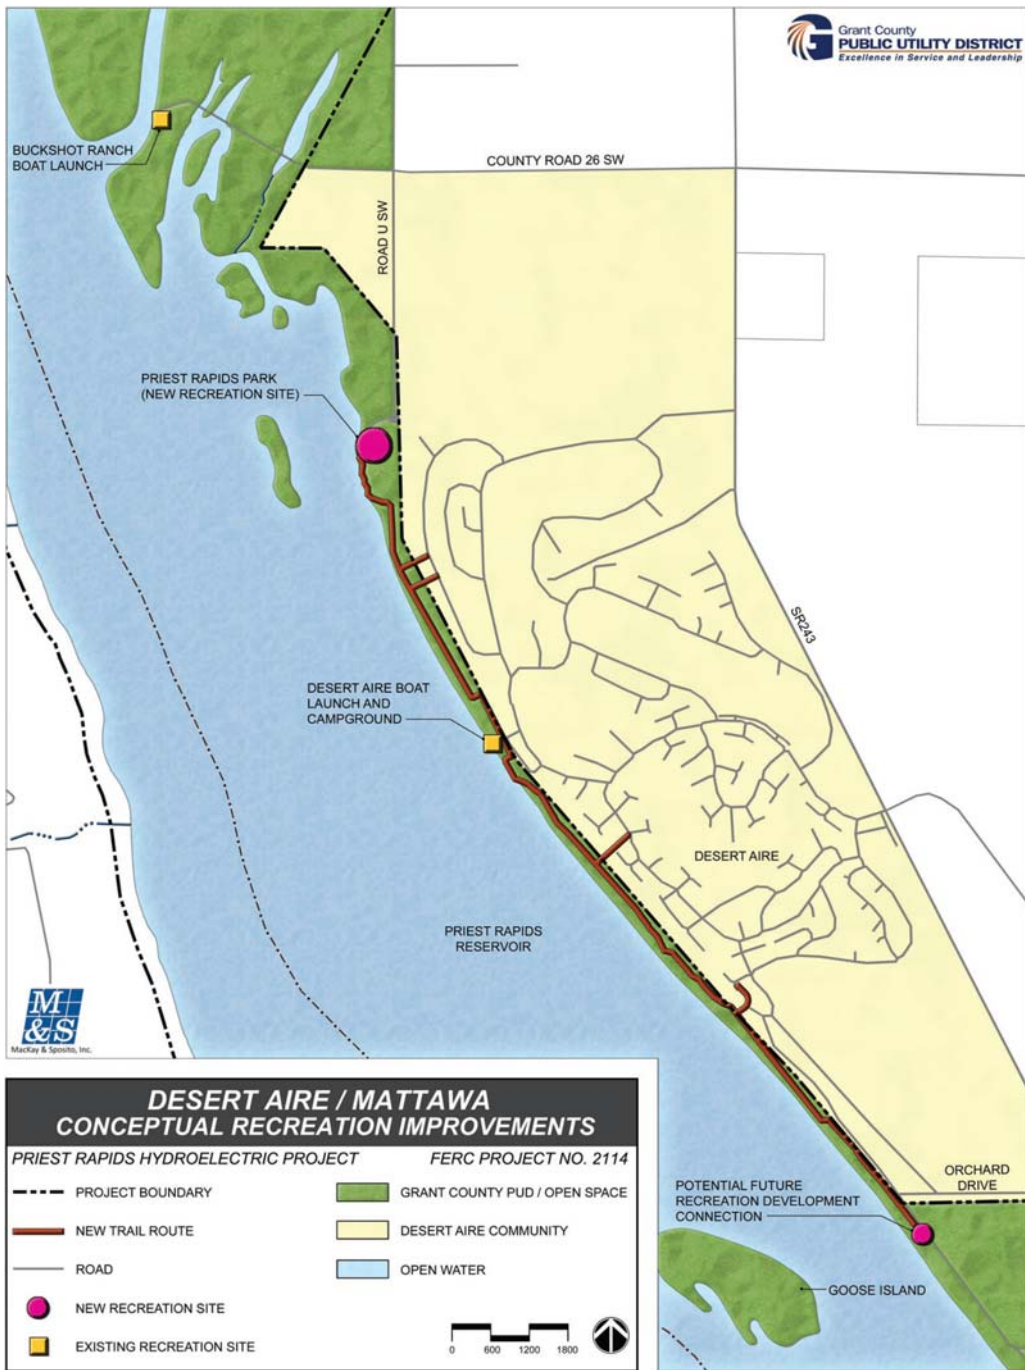 Grant County
PUBLIC UTILITY DISTRICT
Excellence in Service and Leadership
BUCKSHOT RANCH
BOAT LAUNCH
COUNTY ROAD 26 SW
ROAD U SW
PRIEST RAPIDS PARK
(NEW RECREATION SITE)
SR243
DESERT AIRE BOAT
LAUNCH AND
CAMPGROUND
DESERT AIRE
PRIEST RAPIDS
RESERVOIR
M
&S
MacKay & Sposito, Inc.
DESERT AIRE / MATTAWA
CONCEPTUAL RECREATION IMPROVEMENTS
PRIEST RAPIDS HYDROELECTRIC PROJECT FERC PROJECT NO. 2114
PROJECT BOUNDARY
NEW TRAIL ROUTE
ROAD
NEW RECREATION SITE
EXISTING RECREATION SITE
GRANT COUNTY PUD / OPEN SPACE
DESERT AIRE COMMUNITY
OPEN WATER
0 600 1200 1800
ORCHARD
DRIVE
POTENTIAL FUTURE
RECREATION DEVELOPMENT
CONNECTION
GOOSE ISLAND